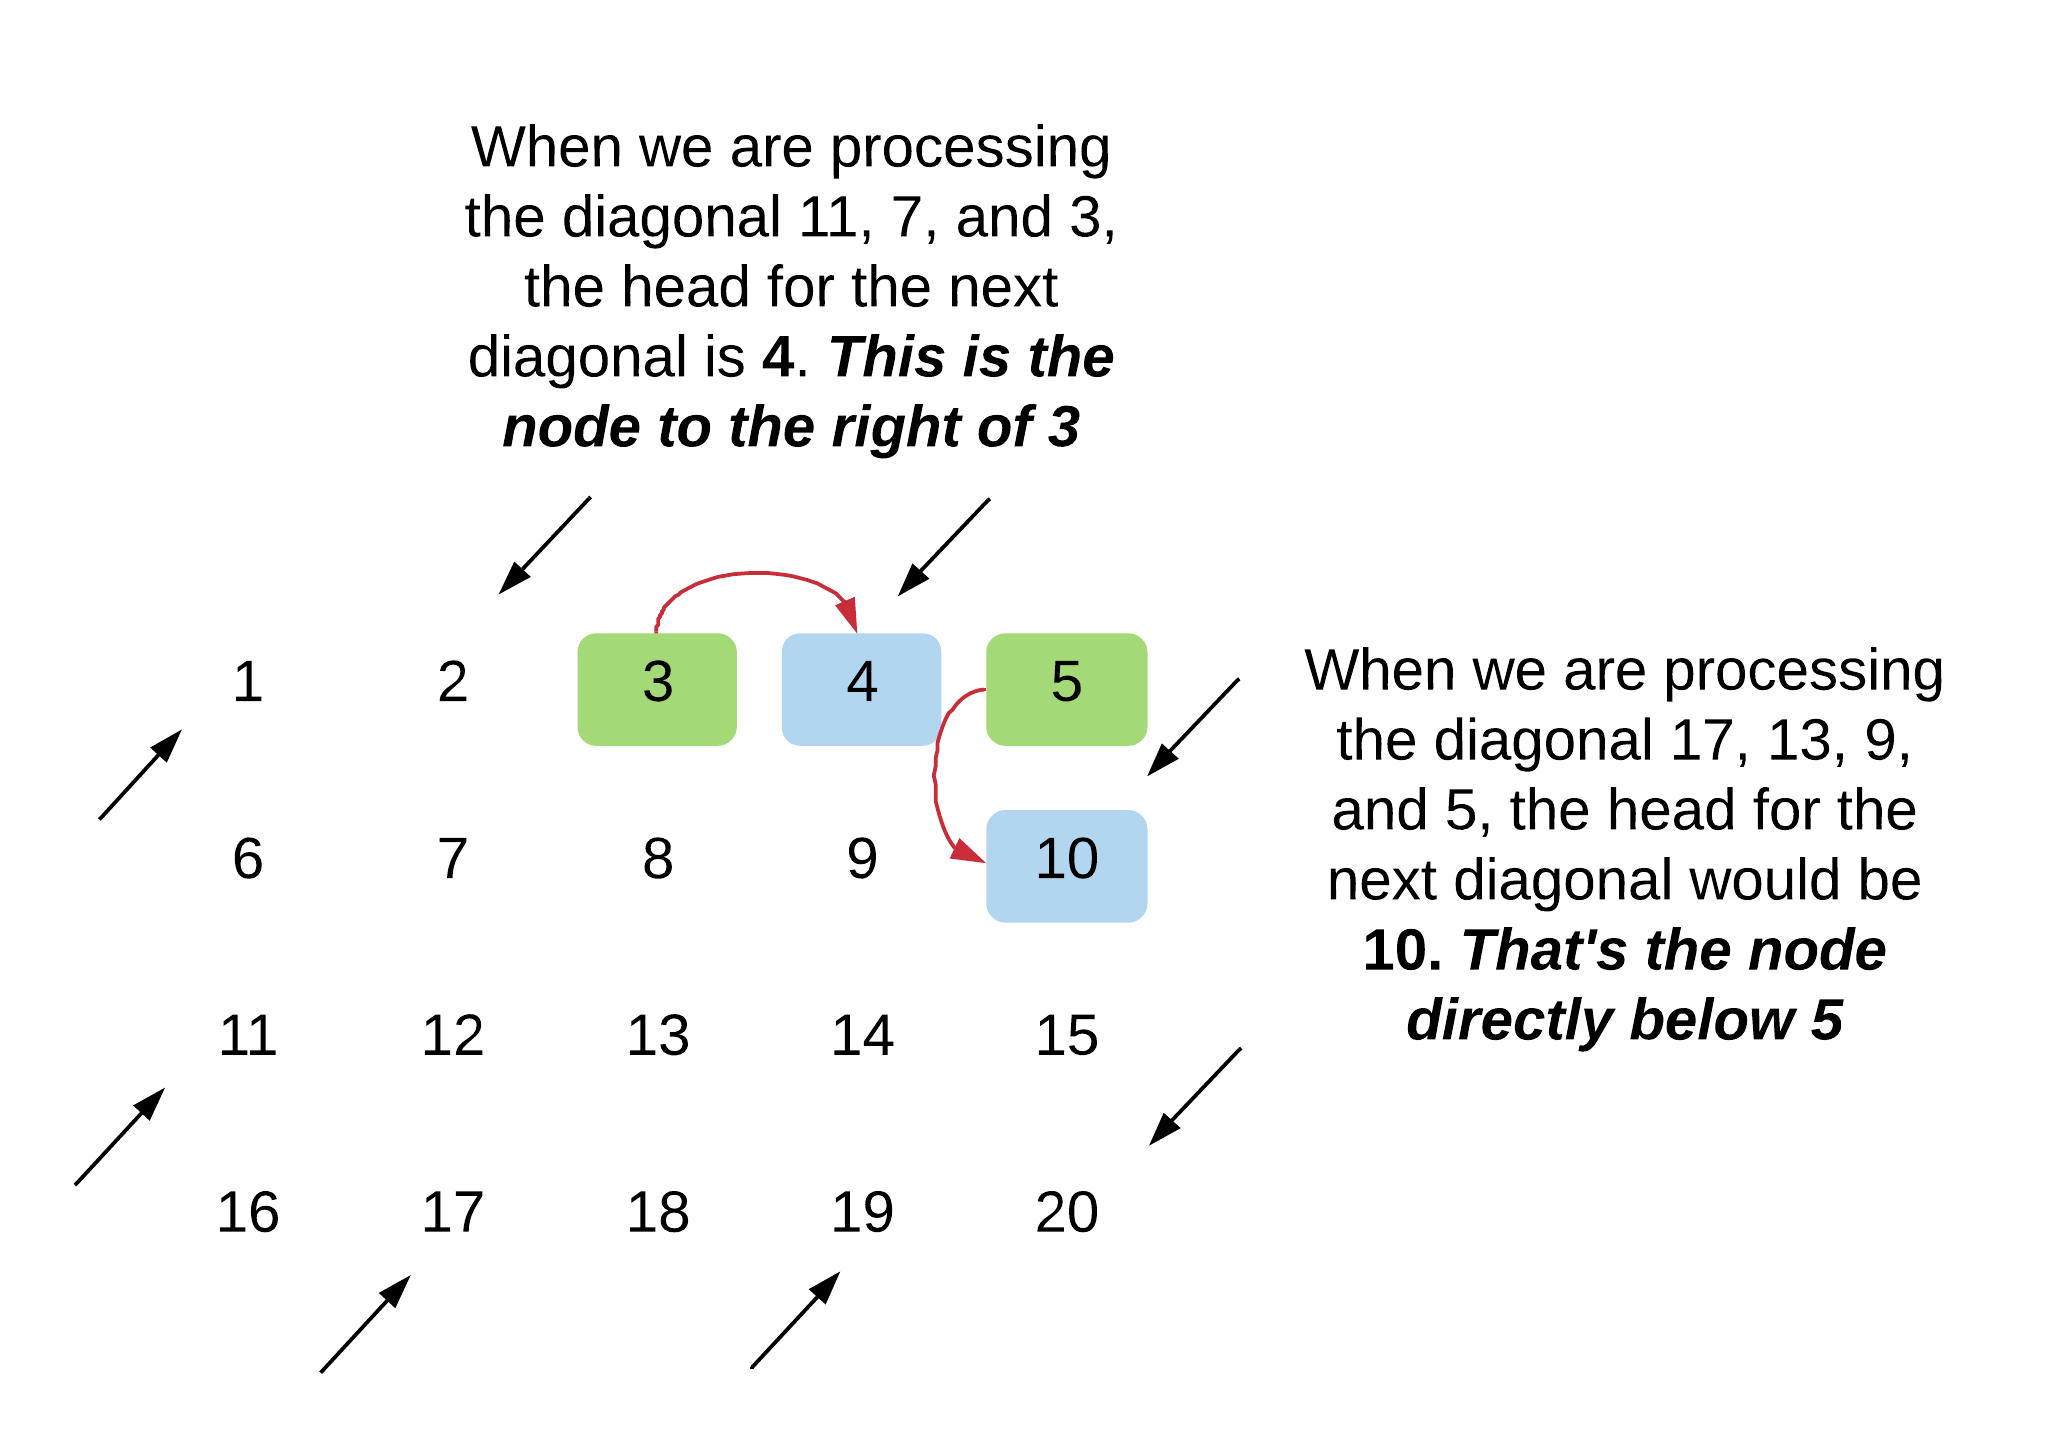 When we are processing
the diagonal 11, 7, and 3,
the head for the next
diagonal is 4. This is the
node to the right of 3
1 2 3 4 5
6 7 8 9 10
11 12 13 14 15
16 17 18 19 20
When we are processing
the diagonal 17, 13, 9,
and 5, the head for the
next diagonal would be
10. That's the node
directly below 5